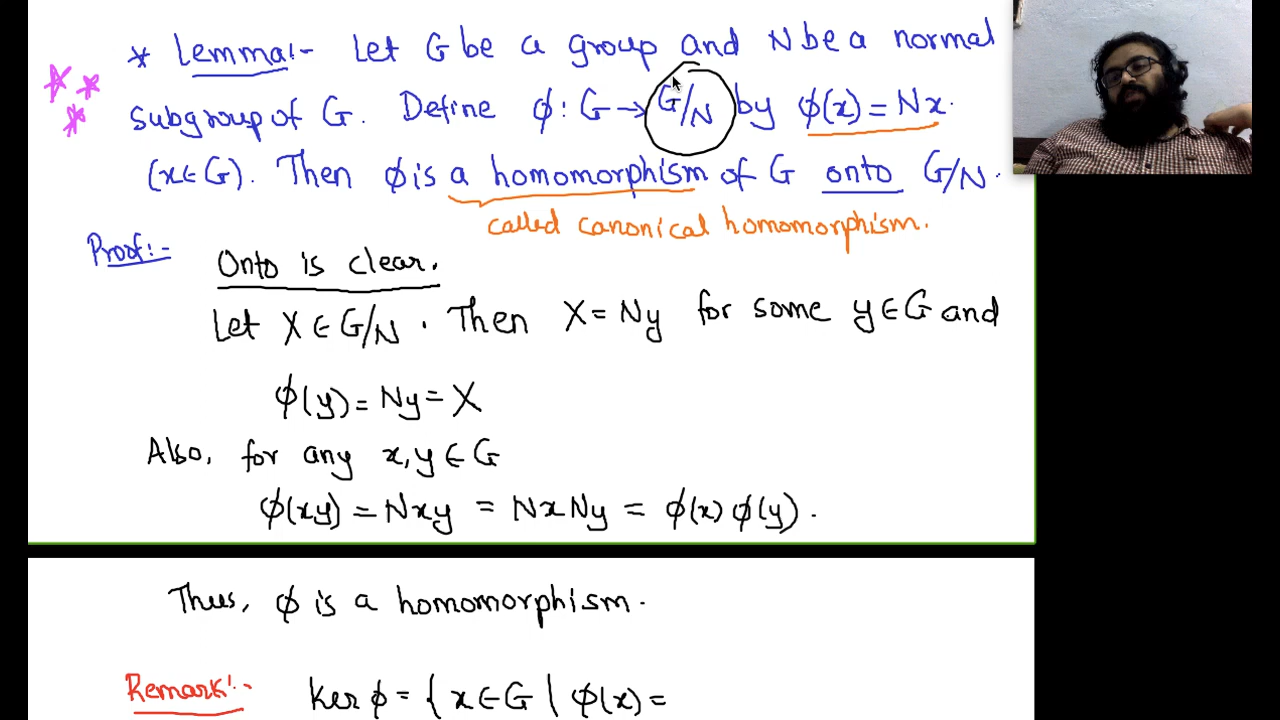 * Lemma:- Let G be a group and N be a normal
subgroup of G. Define ϕ: G → G/N by ϕ(x) = Nx.
(x∈G). Then ϕ is a homomorphism of G onto G/N.
called canonical homomorphism.
Proof:-
Onto is clear.
Let X ∈ G/N. Then X = Ny for some y∈G and
ϕ(y) = Ny = X
Also, for any x,y ∈ G
ϕ(xy) = Nxy = NxNy = ϕ(x) ϕ(y).
Thus, ϕ is a homomorphism.
Remark:- ker ϕ = { x∈G | ϕ(x) =